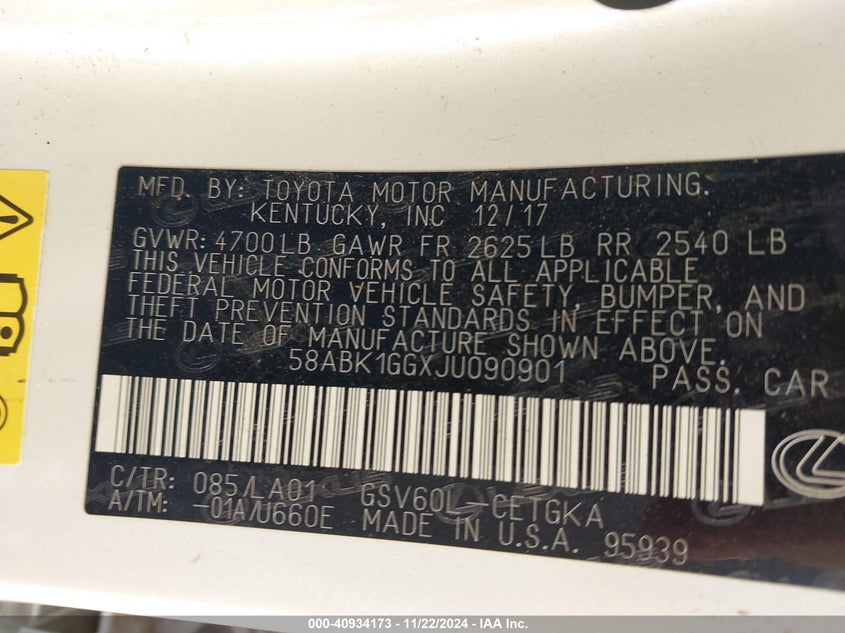 MFD. BY: TOYOTA MOTOR MANUFACTURING.
KENTUCKY, INC 12/17
GVWR: 4700LB GAWR FR 2625LB RR 2540 LB
THIS VEHICLE CONFORMS TO ALL APPLICABLE
FEDERAL MOTOR VEHICLE SAFETY, BUMPER, AND
THEFT PREVENTION STANDARDS IN EFFECT ON
THE DATE OF MANUFACTURE SHOWN ABOVE.
58ABK1GGXJU090901 PASS. CAR
C/TR: 085/LA01 GSV60L-CETGKA
A/TM: -01A/U660E MADE IN U.S.A. 95939
000-40934173 - 11/22/2024 - IAA Inc.